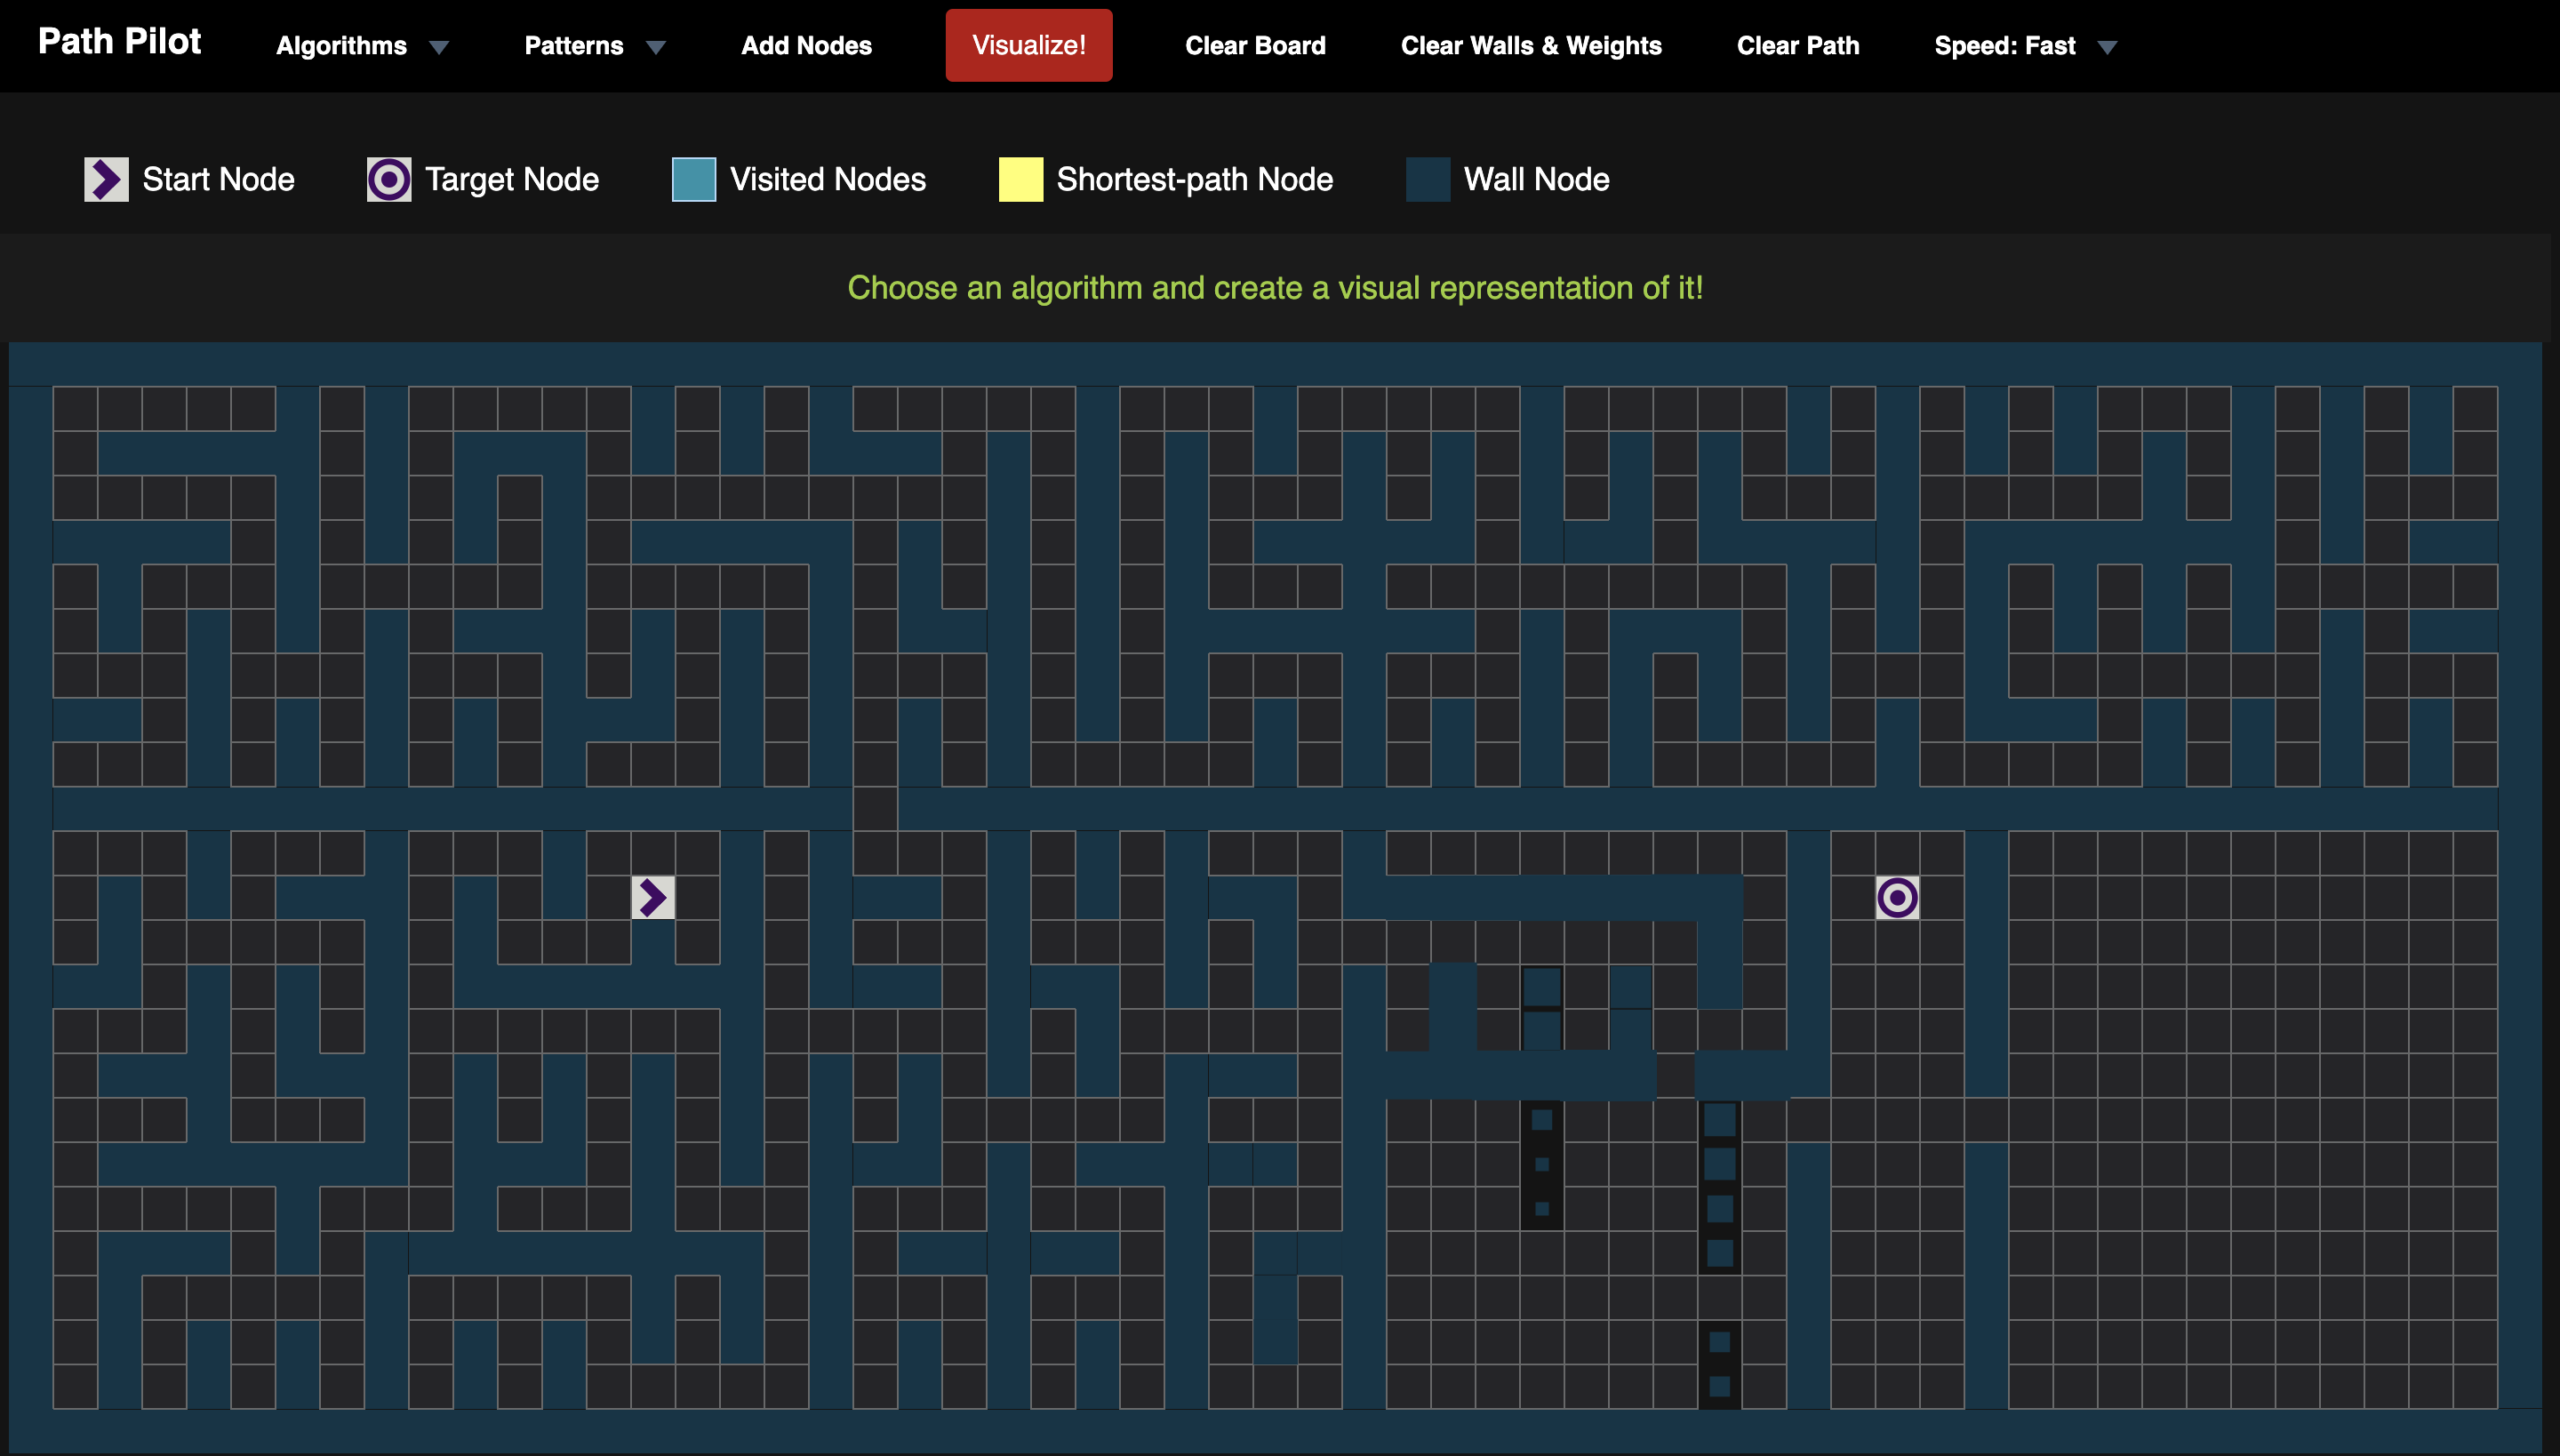 Path Pilot
Algorithms
Patterns
Add Nodes
Visualize!
Clear Board
Clear Walls & Weights
Clear Path
Speed: Fast
Start Node
Target Node
Visited Nodes
Shortest-path Node
Wall Node
Choose an algorithm and create a visual representation of it!